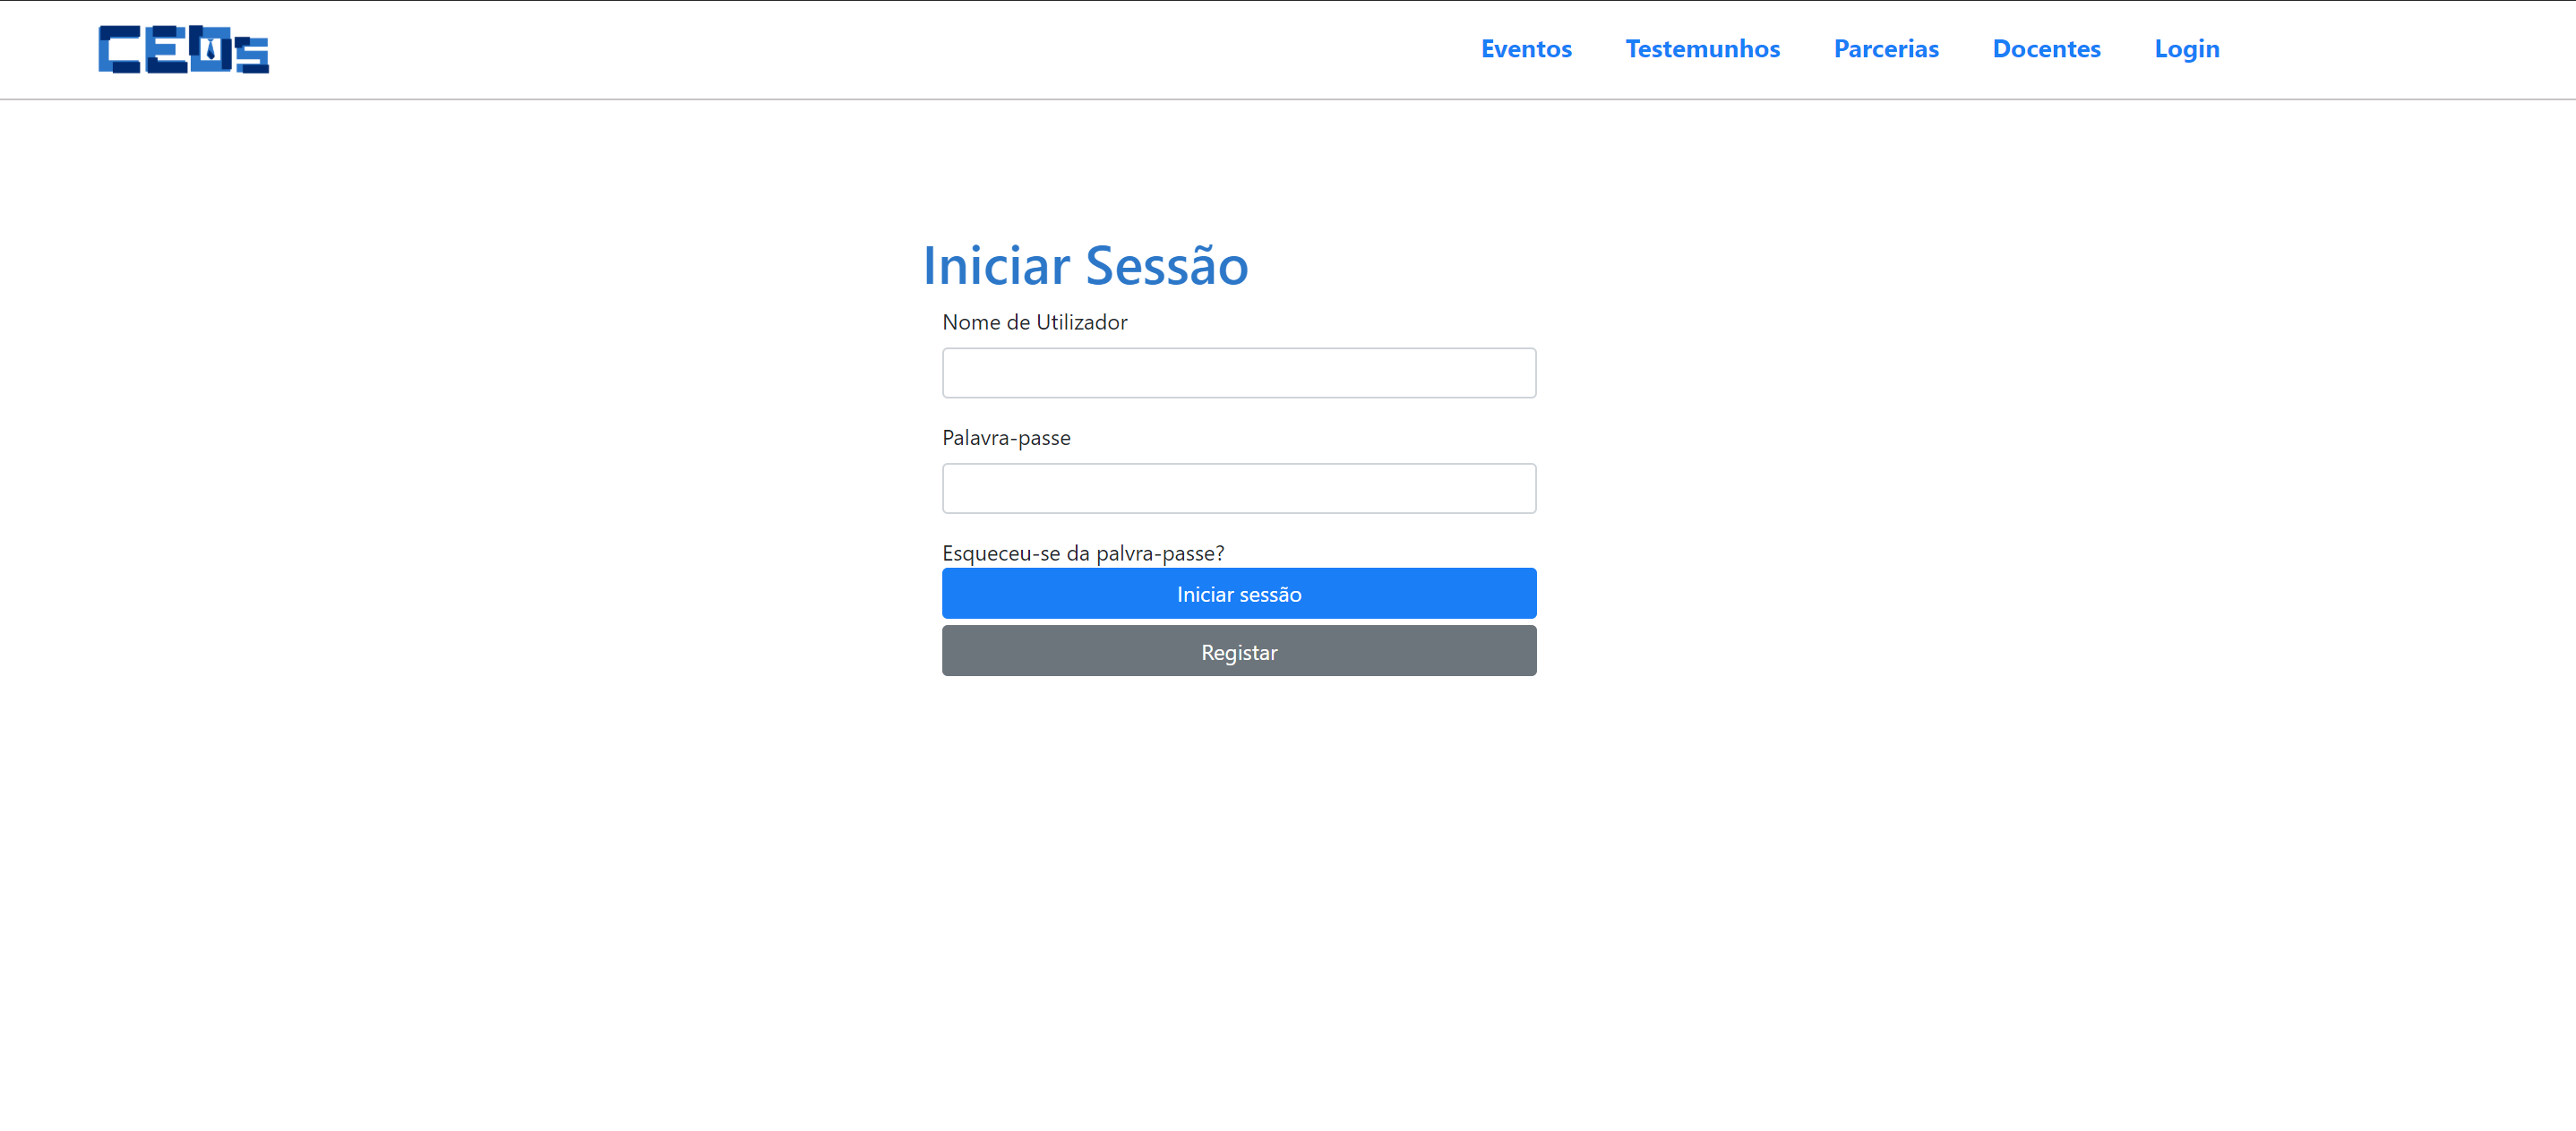 CEOs
Eventos Testemunhos Parcerias Docentes Login
Iniciar Sessão
Nome de Utilizador
Palavra-passe
Esqueceu-se da palvra-passe?
Iniciar sessão
Registar